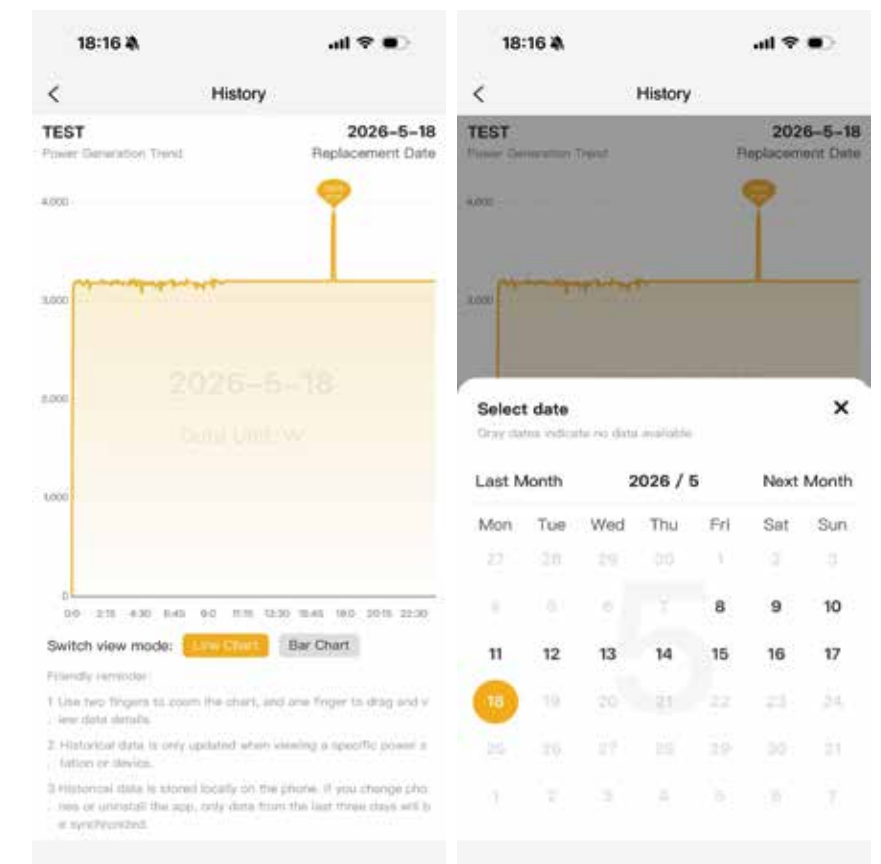 18:16
History
TEST
2026-5-18
Power Generation Trend
Replacement Date
4,000
3,000
2,000
1,000
0
2026-5-18
Data Unit: W
0:0 2:15 4:30 6:45 9:0 11:15 13:30 15:45 18:0 20:15 22:30
Switch view mode: Line Chart Bar Chart
Friendly reminder:
1 Use two fingers to zoom the chart, and one finger to drag and v
. iew data details.
2 Historical data is only updated when viewing a specific power s
. tation or device.
3 Historical data is stored locally on the phone. If you change pho
. nes or uninstall the app, only data from the last three days will b
e synchronized.
18:16
History
TEST
2026-5-18
Power Generation Trend
Replacement Date
4,000
3,000
Select date
Gray dates indicate no data available
Last Month 2026 / 5 Next Month
Mon Tue Wed Thu Fri Sat Sun
27 28 29 30 1 2 3
4 5 6 7 8 9 10
5
11 12 13 14 15 16 17
18 19 20 21 22 23 24
25 26 27 28 29 30 31
1 2 3 4 5 6 7